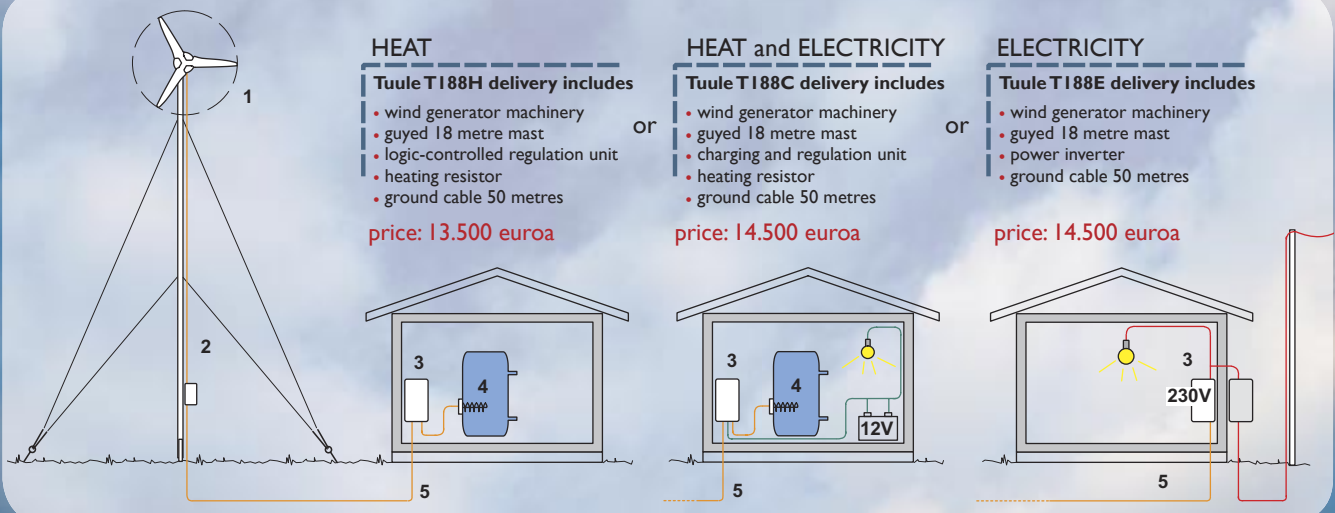 HEAT
Tuule T188H delivery includes
• wind generator machinery
• guyed 18 metre mast
• logic-controlled regulation unit
• heating resistor
• ground cable 50 metres
price: 13.500 euroa
or
HEAT and ELECTRICITY
Tuule T188C delivery includes
• wind generator machinery
• guyed 18 metre mast
• charging and regulation unit
• heating resistor
• ground cable 50 metres
price: 14.500 euroa
or
ELECTRICITY
Tuule T188E delivery includes
• wind generator machinery
• guyed 18 metre mast
• power inverter
• ground cable 50 metres
price: 14.500 euroa
1
2
3
4
5
3
4
12V
5
3
230V
5